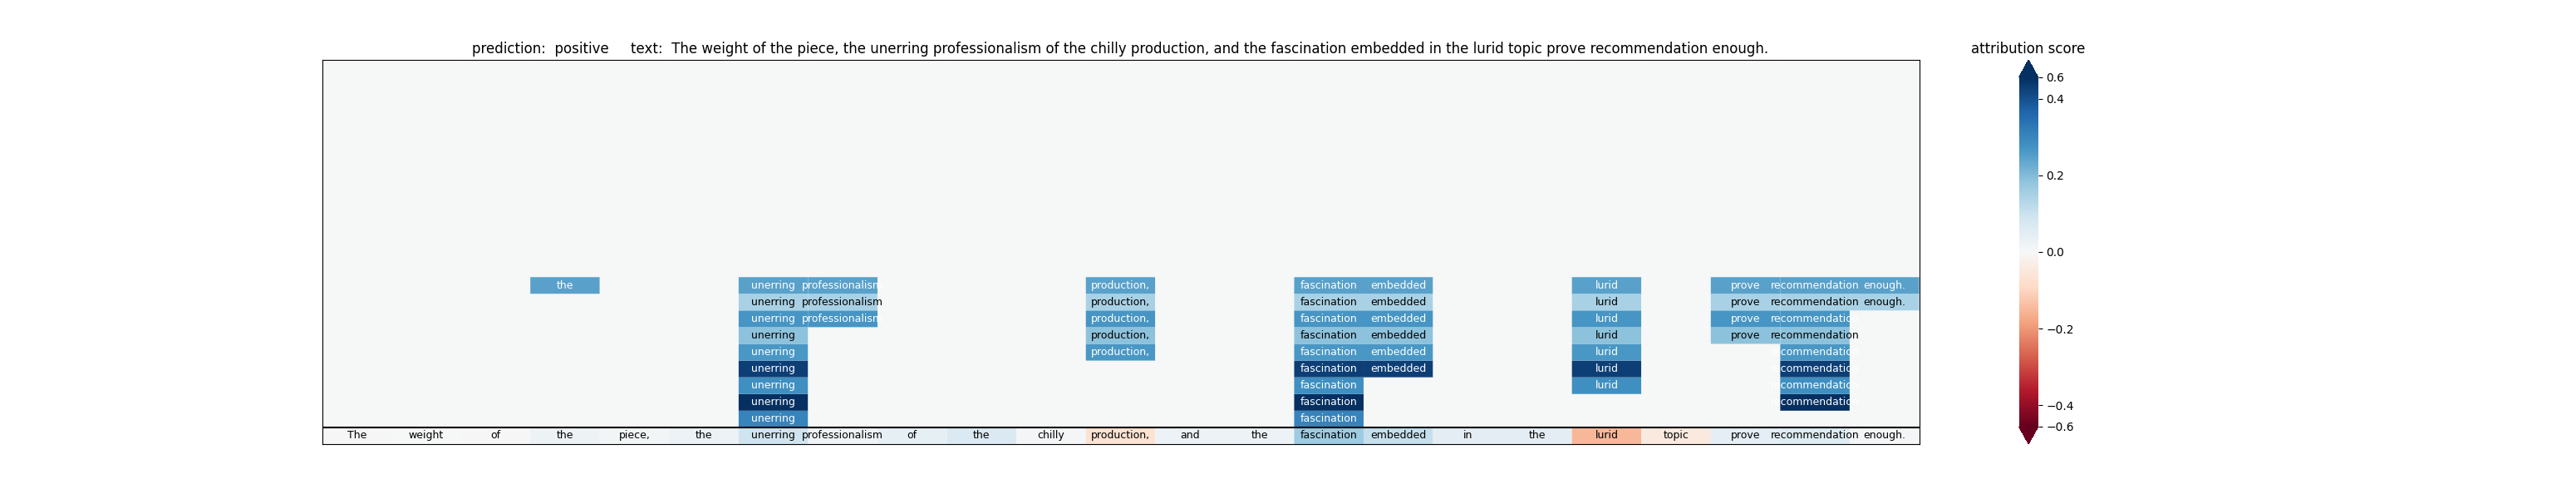 prediction:  positive     text:  The weight of the piece, the unerring professionalism of the chilly production, and the fascination embedded in the lurid topic prove recommendation enough.
attribution score
0.6
0.4
0.2
0.0
−0.2
−0.4
−0.6
the unerring professionalism production, fascination embedded lurid prove recommendation enough.
unerring professionalism production, fascination embedded lurid prove recommendation enough.
unerring professionalism production, fascination embedded lurid prove recommendatio
unerring production, fascination embedded lurid prove recommendation
unerring production, fascination embedded lurid commendatio
unerring fascination embedded lurid commendatio
unerring fascination lurid commendatio
unerring fascination commendatio
unerring fascination
The weight of the piece, the unerring professionalism of the chilly production, and the fascination embedded in the lurid topic prove recommendation enough.